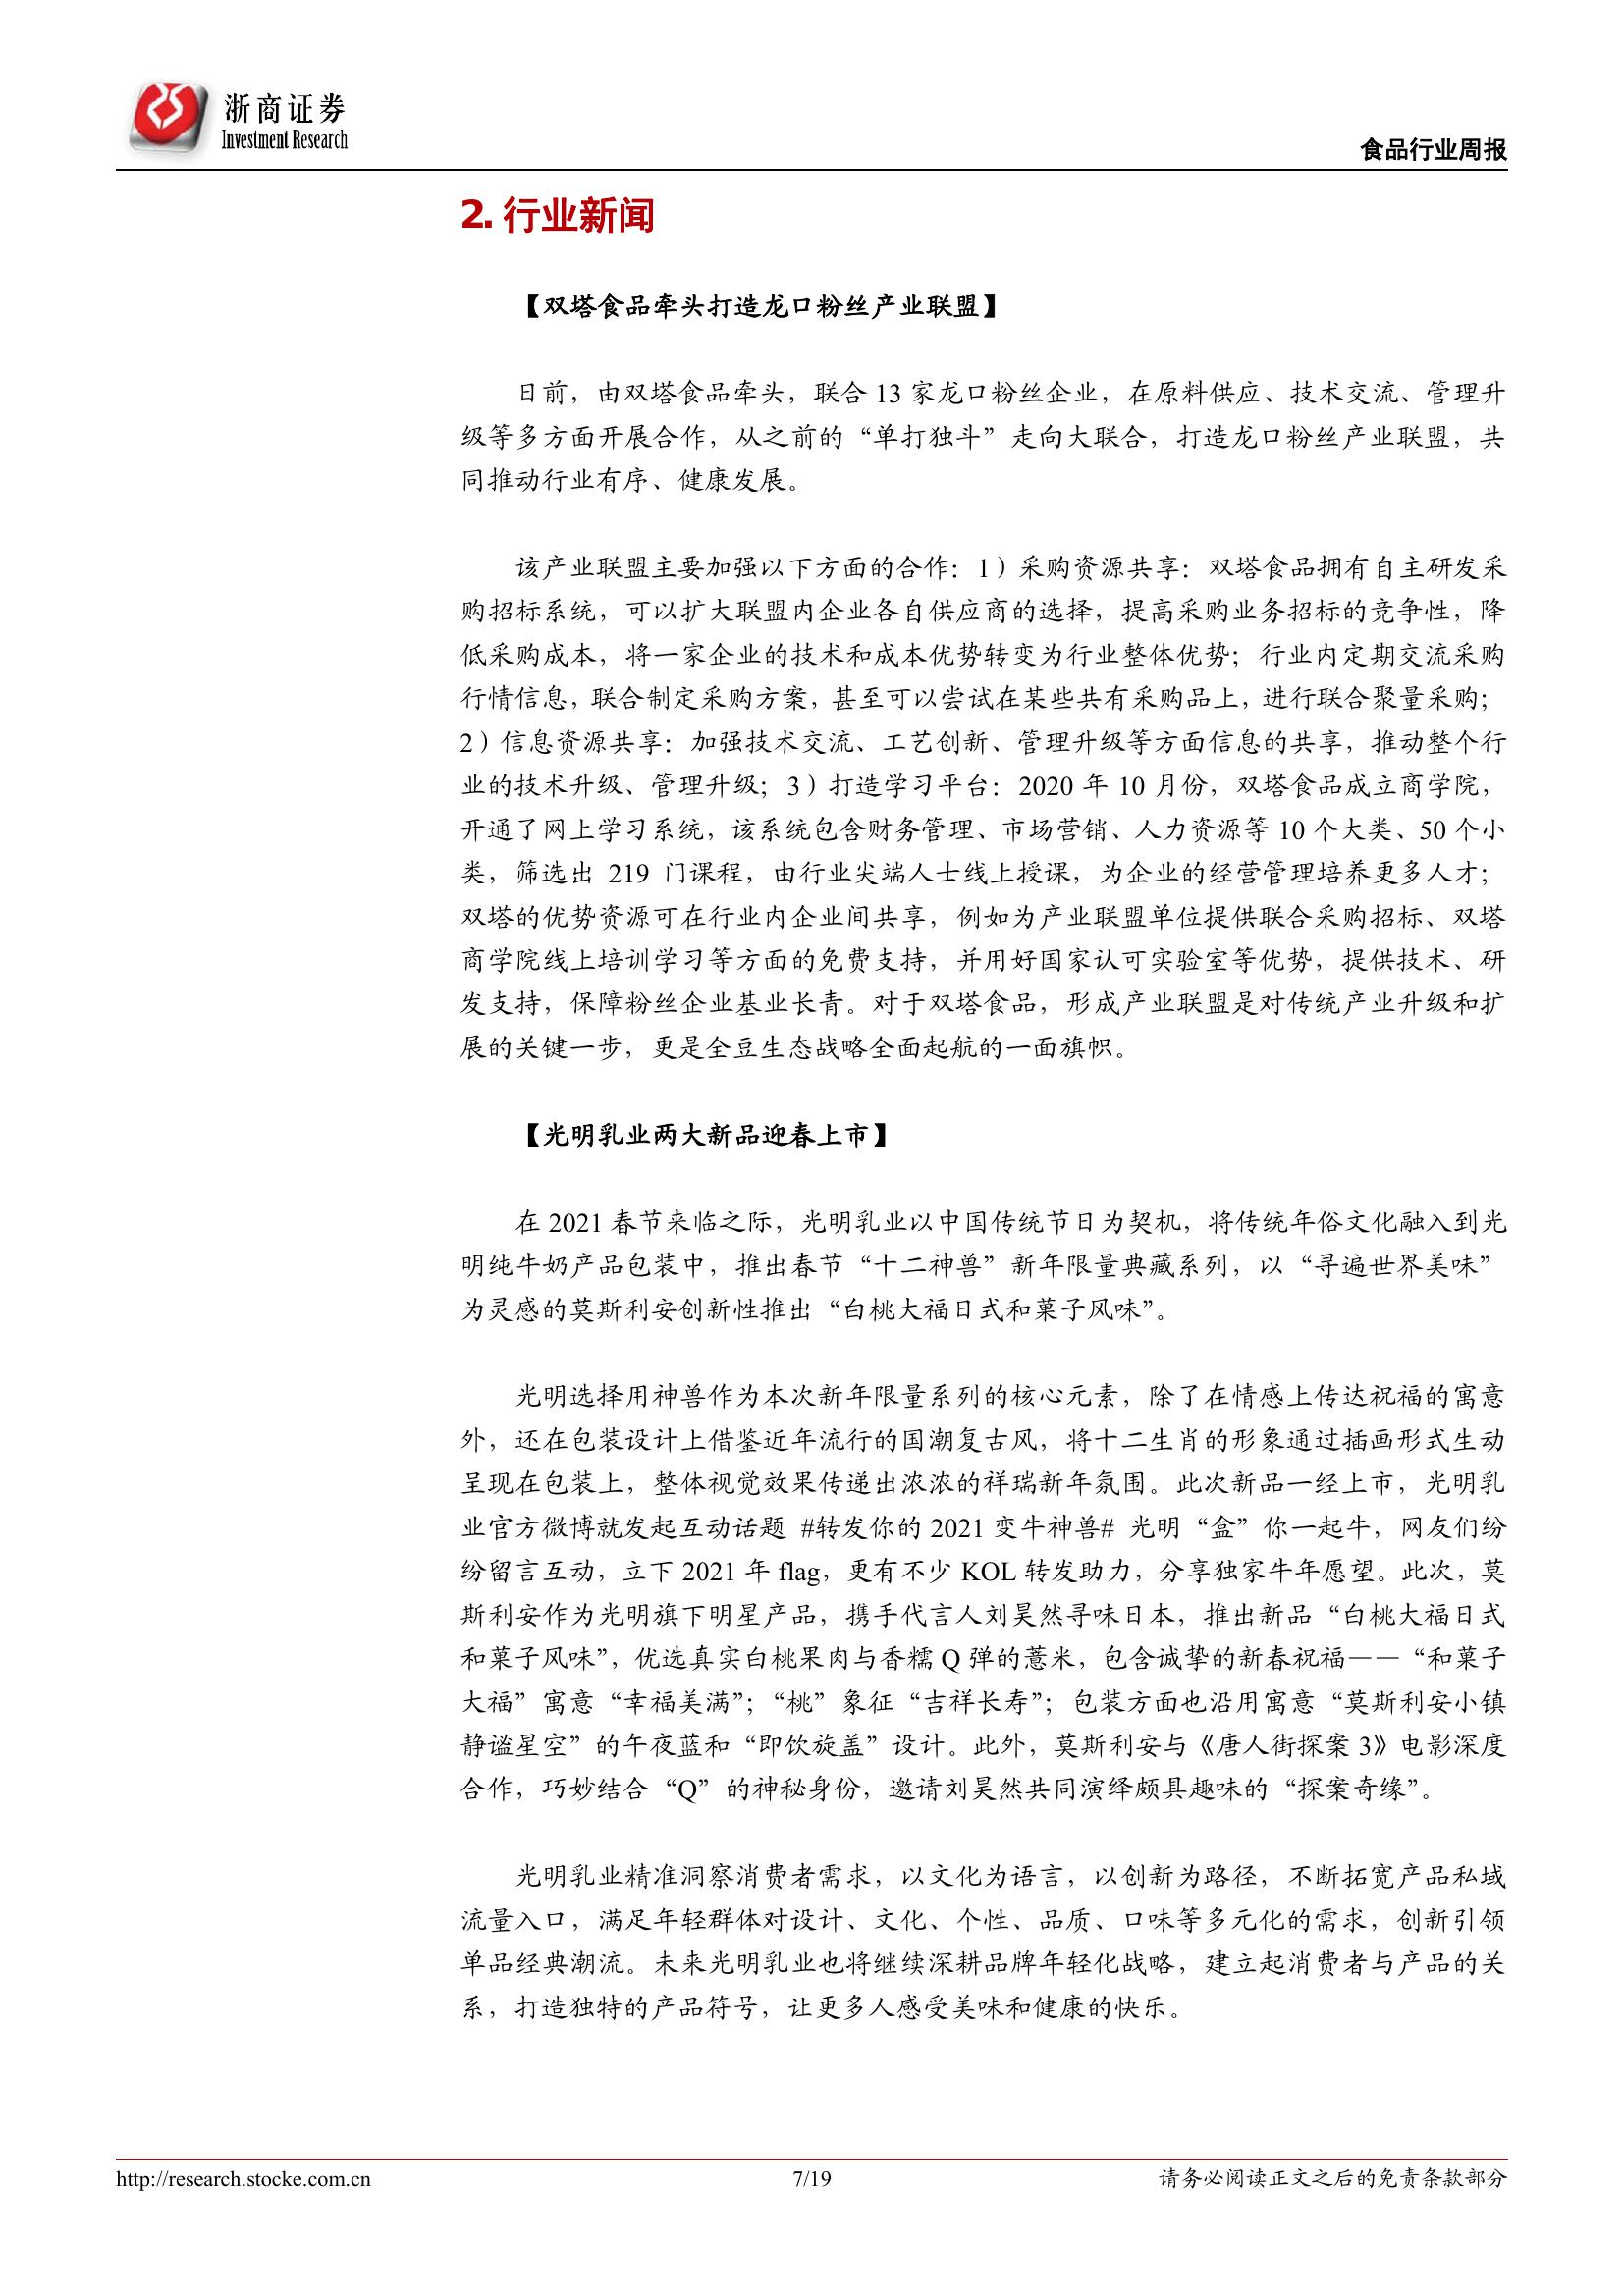 浙商证券
Investment Research
食品行业周报
2. 行业新闻
【双塔食品牵头打造龙口粉丝产业联盟】
日前，由双塔食品牵头，联合 13 家龙口粉丝企业，在原料供应、技术交流、管理升
级等多方面开展合作，从之前的“单打独斗”走向大联合，打造龙口粉丝产业联盟，共
同推动行业有序、健康发展。
该产业联盟主要加强以下方面的合作：1）采购资源共享：双塔食品拥有自主研发采
购招标系统，可以扩大联盟内企业各自供应商的选择，提高采购业务招标的竞争性，降
低采购成本，将一家企业的技术和成本优势转变为行业整体优势；行业内定期交流采购
行情信息，联合制定采购方案，甚至可以尝试在某些共有采购品上，进行联合聚量采购；
2）信息资源共享：加强技术交流、工艺创新、管理升级等方面信息的共享，推动整个行
业的技术升级、管理升级；3）打造学习平台：2020 年 10 月份，双塔食品成立商学院，
开通了网上学习系统，该系统包含财务管理、市场营销、人力资源等 10 个大类、50 个小
类，筛选出 219 门课程，由行业尖端人士线上授课，为企业的经营管理培养更多人才；
双塔的优势资源可在行业内企业间共享，例如为产业联盟单位提供联合采购招标、双塔
商学院线上培训学习等方面的免费支持，并用好国家认可实验室等优势，提供技术、研
发支持，保障粉丝企业基业长青。对于双塔食品，形成产业联盟是对传统产业升级和扩
展的关键一步，更是全豆生态战略全面起航的一面旗帜。
【光明乳业两大新品迎春上市】
在 2021 春节来临之际，光明乳业以中国传统节日为契机，将传统年俗文化融入到光
明纯牛奶产品包装中，推出春节“十二神兽”新年限量典藏系列，以“寻遍世界美味”
为灵感的莫斯利安创新性推出“白桃大福日式和菓子风味”。
光明选择用神兽作为本次新年限量系列的核心元素，除了在情感上传达祝福的寓意
外，还在包装设计上借鉴近年流行的国潮复古风，将十二生肖的形象通过插画形式生动
呈现在包装上，整体视觉效果传递出浓浓的祥瑞新年氛围。此次新品一经上市，光明乳
业官方微博就发起互动话题 #转发你的 2021 变牛神兽# 光明“盒”你一起牛，网友们纷
纷留言互动，立下 2021 年 flag，更有不少 KOL 转发助力，分享独家牛年愿望。此次，莫
斯利安作为光明旗下明星产品，携手代言人刘昊然寻味日本，推出新品“白桃大福日式
和菓子风味”，优选真实白桃果肉与香糯 Q 弹的薏米，包含诚挚的新春祝福——“和菓子
大福”寓意“幸福美满”；“桃”象征“吉祥长寿”；包装方面也沿用寓意“莫斯利安小镇
静谧星空”的午夜蓝和“即饮旋盖”设计。此外，莫斯利安与《唐人街探案 3》电影深度
合作，巧妙结合“Q”的神秘身份，邀请刘昊然共同演绎颇具趣味的“探案奇缘”。
光明乳业精准洞察消费者需求，以文化为语言，以创新为路径，不断拓宽产品私域
流量入口，满足年轻群体对设计、文化、个性、品质、口味等多元化的需求，创新引领
单品经典潮流。未来光明乳业也将继续深耕品牌年轻化战略，建立起消费者与产品的关
系，打造独特的产品符号，让更多人感受美味和健康的快乐。
http://research.stocke.com.cn
7/19
请务必阅读正文之后的免责条款部分